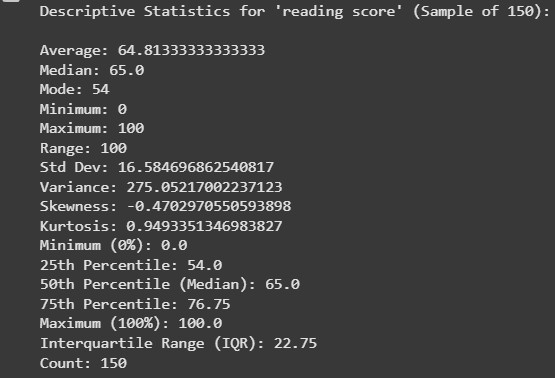 Descriptive Statistics for 'reading score' (Sample of 150):
Average: 64.81333333333333
Median: 65.0
Mode: 54
Minimum: 0
Maximum: 100
Range: 100
Std Dev: 16.584696862540817
Variance: 275.05217002237123
Skewness: -0.4702970550593898
Kurtosis: 0.9493351346983827
Minimum (0%): 0.0
25th Percentile: 54.0
50th Percentile (Median): 65.0
75th Percentile: 76.75
Maximum (100%): 100.0
Interquartile Range (IQR): 22.75
Count: 150